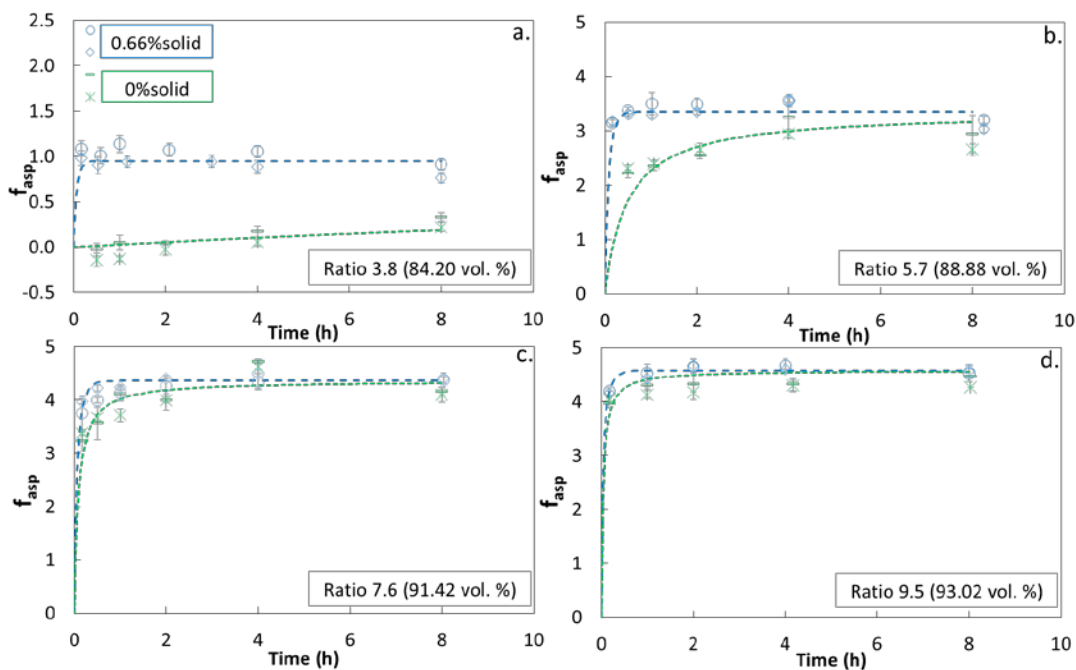 2.5
2.0
1.5
1.0
0.5
0.0
-0.5
f_asp
0.66%solid
0%solid
a.
Ratio 3.8 (84.20 vol. %)
0 2 4 6 8 10
Time (h)
5
4
3
2
1
0
f_asp
b.
Ratio 5.7 (88.88 vol. %)
0 2 4 6 8 10
Time (h)
5
4
3
2
1
0
f_asp
c.
Ratio 7.6 (91.42 vol. %)
0 2 4 6 8 10
Time (h)
5
4
3
2
1
0
f_asp
d.
Ratio 9.5 (93.02 vol. %)
0 2 4 6 8 10
Time (h)